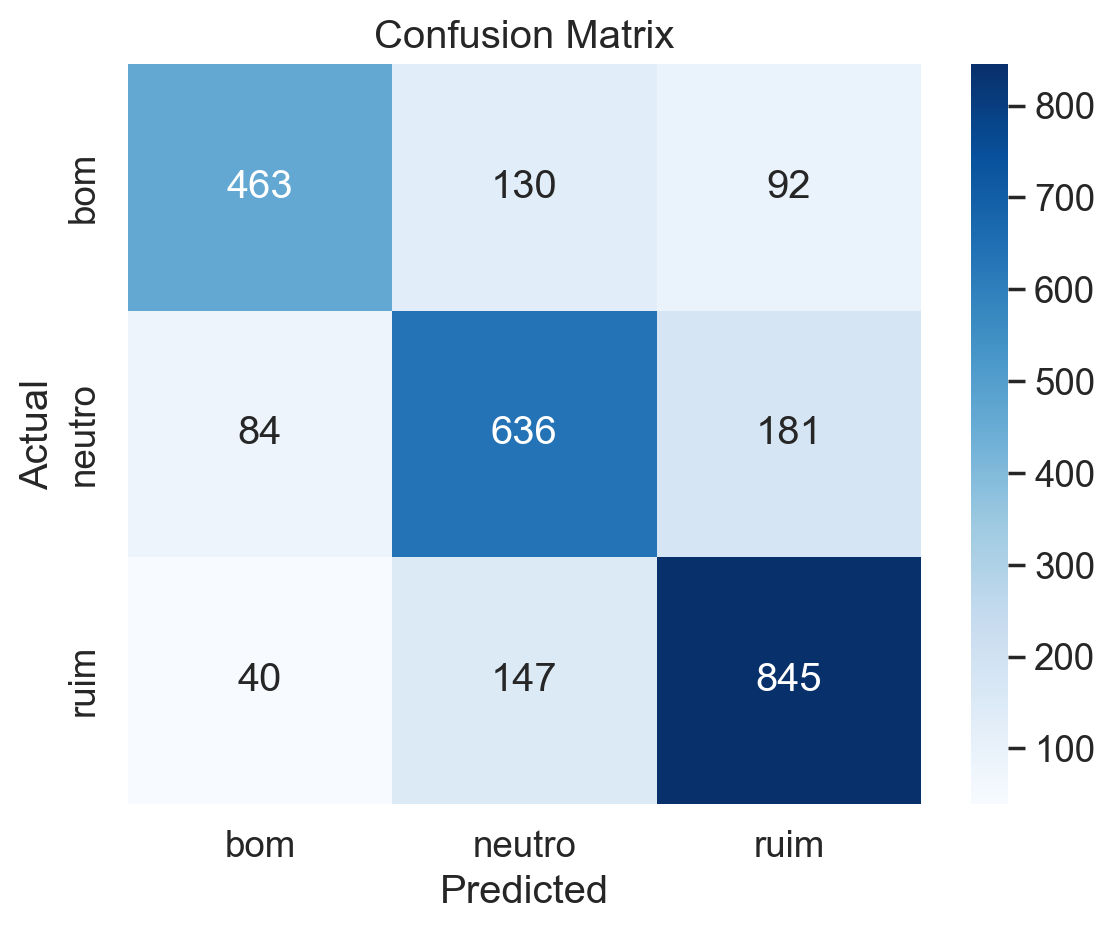 Confusion Matrix
Actual
bom
463 130 92
neutro
84 636 181
ruim
40 147 845
bom neutro ruim
Predicted
800
700
600
500
400
300
200
100